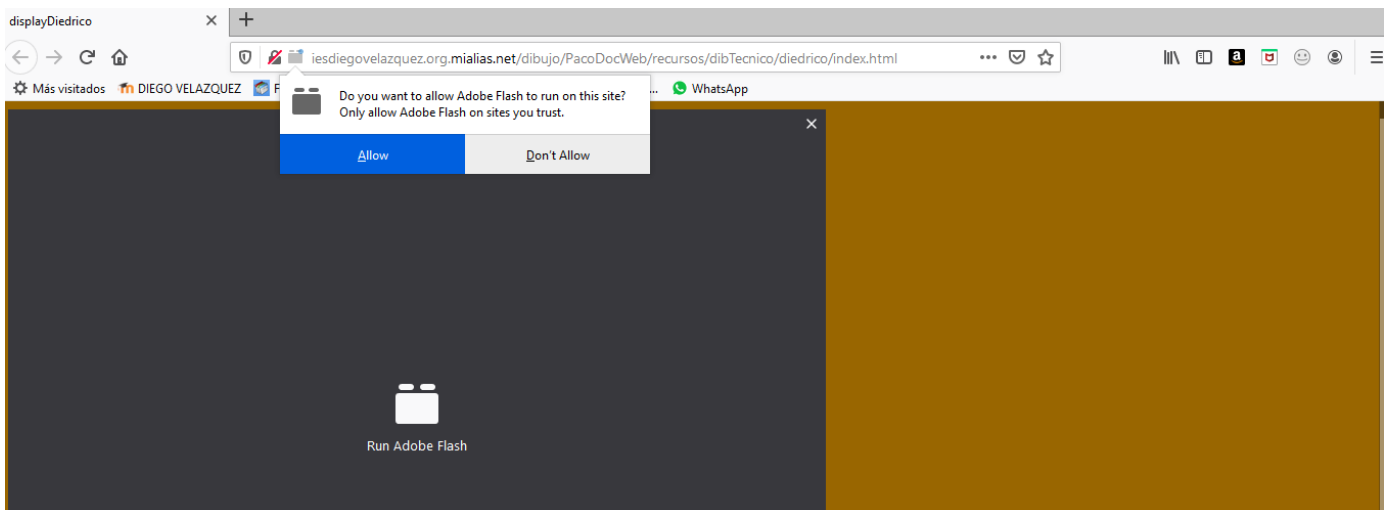 displayDiedrico
iesdiegovelazquez.org.mialias.net/dibujo/PacoDocWeb/recursos/dibTecnico/diedrico/index.html
Más visitados DIEGO VELAZQUEZ F ... WhatsApp
Do you want to allow Adobe Flash to run on this site?
Only allow Adobe Flash on sites you trust.
Allow Don't Allow
Run Adobe Flash